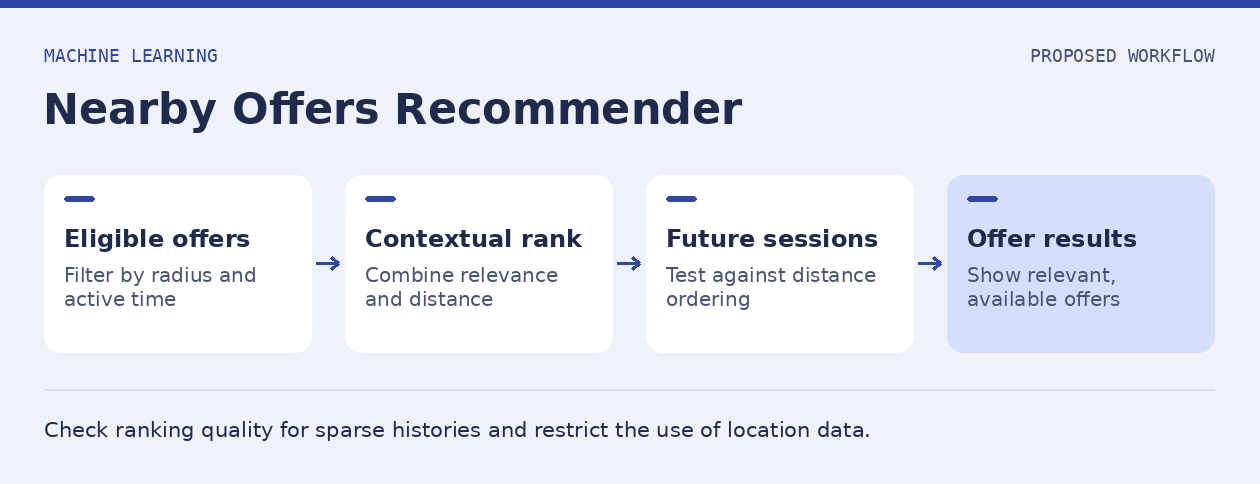 MACHINE LEARNING
PROPOSED WORKFLOW
Nearby Offers Recommender
Eligible offers
Filter by radius and
active time
Contextual rank
Combine relevance
and distance
Future sessions
Test against distance
ordering
Offer results
Show relevant,
available offers
Check ranking quality for sparse histories and restrict the use of location data.